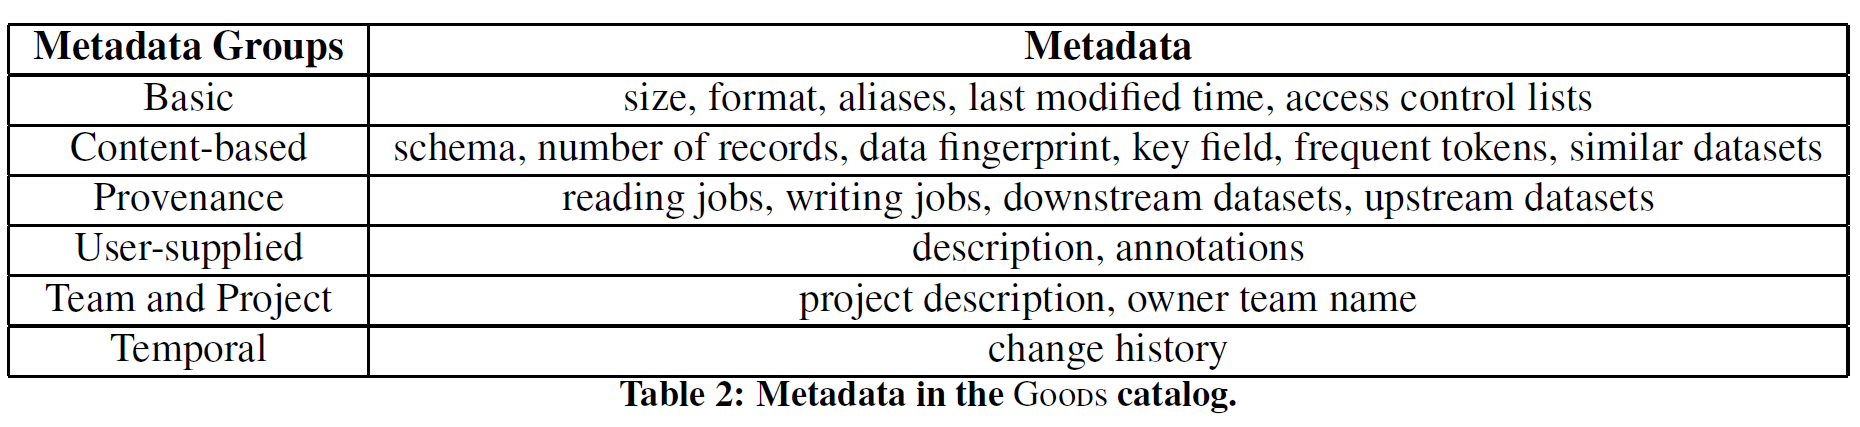 Metadata Groups Metadata
Basic size, format, aliases, last modified time, access control lists
Content-based schema, number of records, data fingerprint, key field, frequent tokens, similar datasets
Provenance reading jobs, writing jobs, downstream datasets, upstream datasets
User-supplied description, annotations
Team and Project project description, owner team name
Temporal change history
Table 2: Metadata in the GOODS catalog.